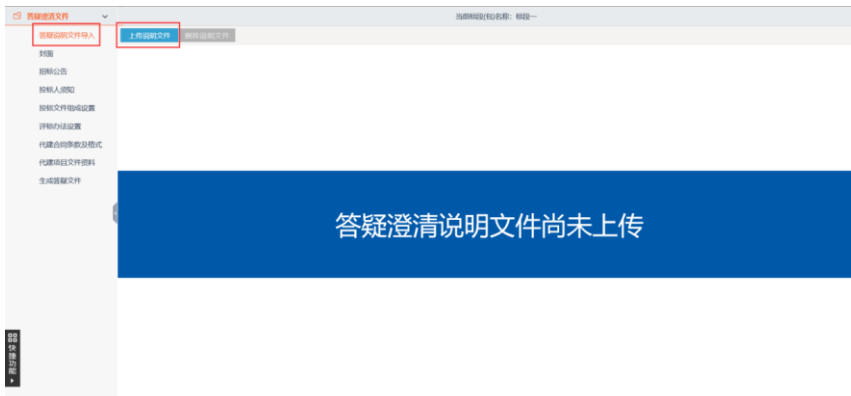 答疑澄清文件
当前标段(包)名称：标段一
答疑说明文件导入
上传说明文件 删除说明文件
封面
招标公告
投标人须知
投标文件组成设置
评标办法设置
代建合同条款及格式
代建项目文件资料
生成答疑文件
答疑澄清说明文件尚未上传
快捷功能